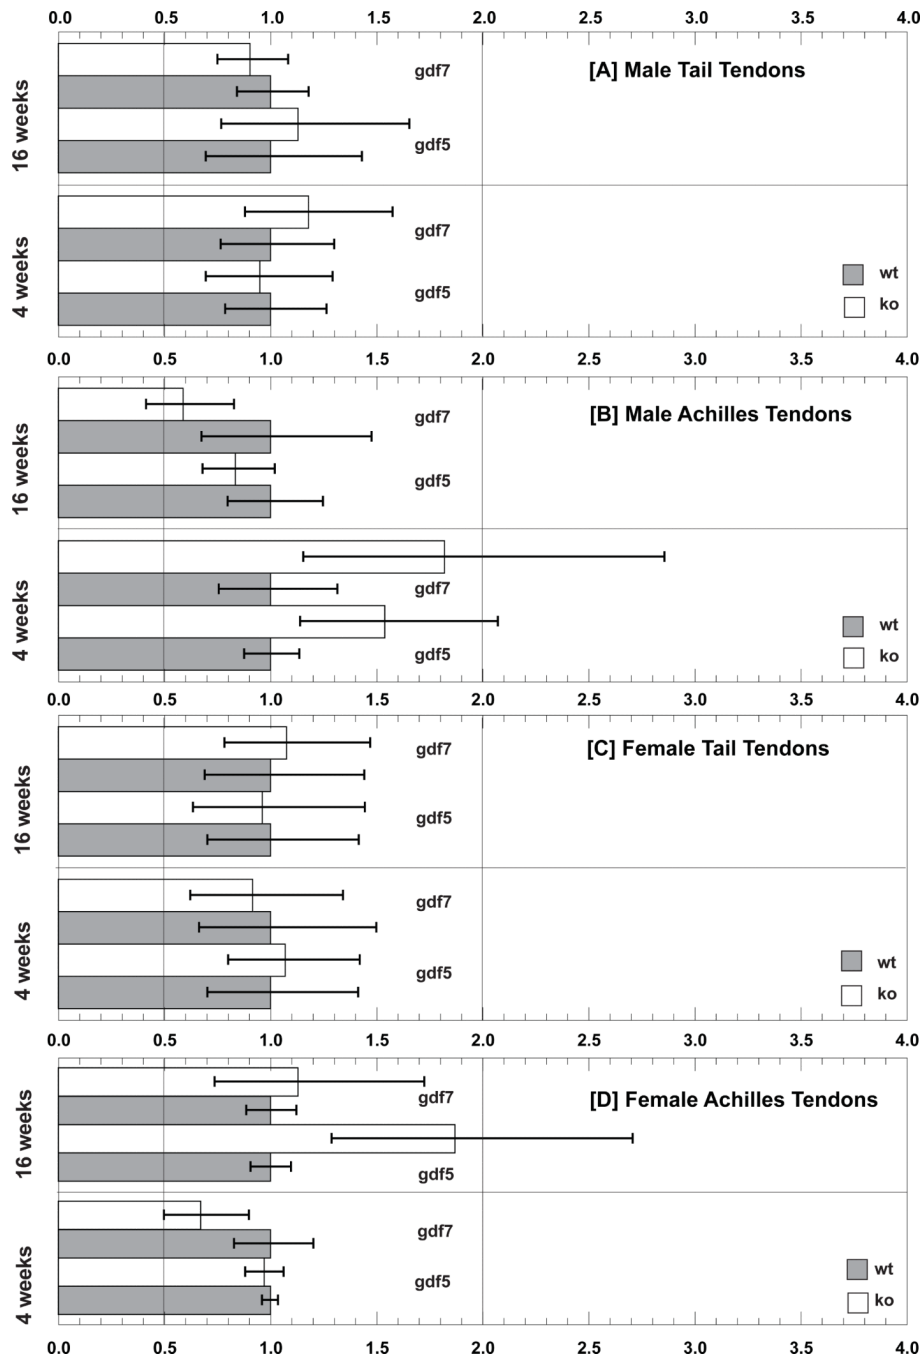 0.0 0.5 1.0 1.5 2.0 2.5 3.0 3.5 4.0
[A] Male Tail Tendons
16 weeks
gdf7
gdf5
4 weeks
gdf7
gdf5
wt
ko
0.0 0.5 1.0 1.5 2.0 2.5 3.0 3.5 4.0
[B] Male Achilles Tendons
16 weeks
gdf7
gdf5
4 weeks
gdf7
gdf5
wt
ko
0.0 0.5 1.0 1.5 2.0 2.5 3.0 3.5 4.0
[C] Female Tail Tendons
16 weeks
gdf7
gdf5
4 weeks
gdf7
gdf5
wt
ko
0.0 0.5 1.0 1.5 2.0 2.5 3.0 3.5 4.0
[D] Female Achilles Tendons
16 weeks
gdf7
gdf5
4 weeks
gdf7
gdf5
wt
ko
0.0 0.5 1.0 1.5 2.0 2.5 3.0 3.5 4.0